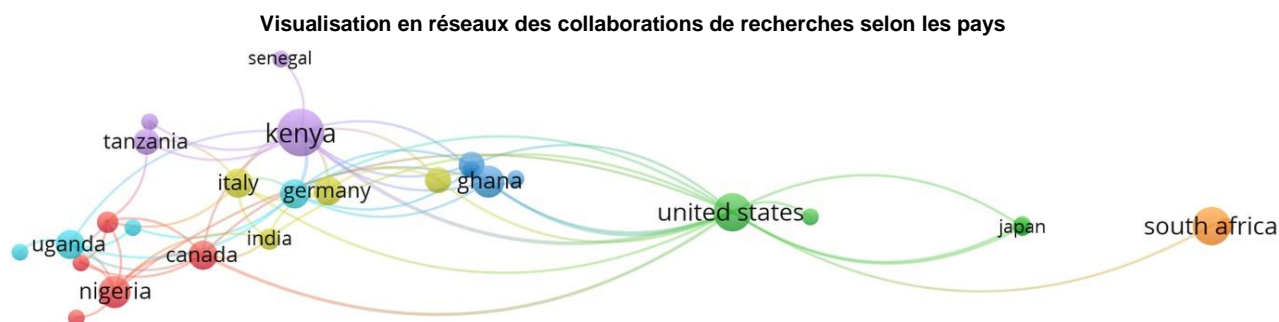 Visualisation en réseaux des collaborations de recherches selon les pays
senegal
kenya
tanzania
italy
germany
ghana
united states
japan
south africa
uganda
india
canada
nigeria